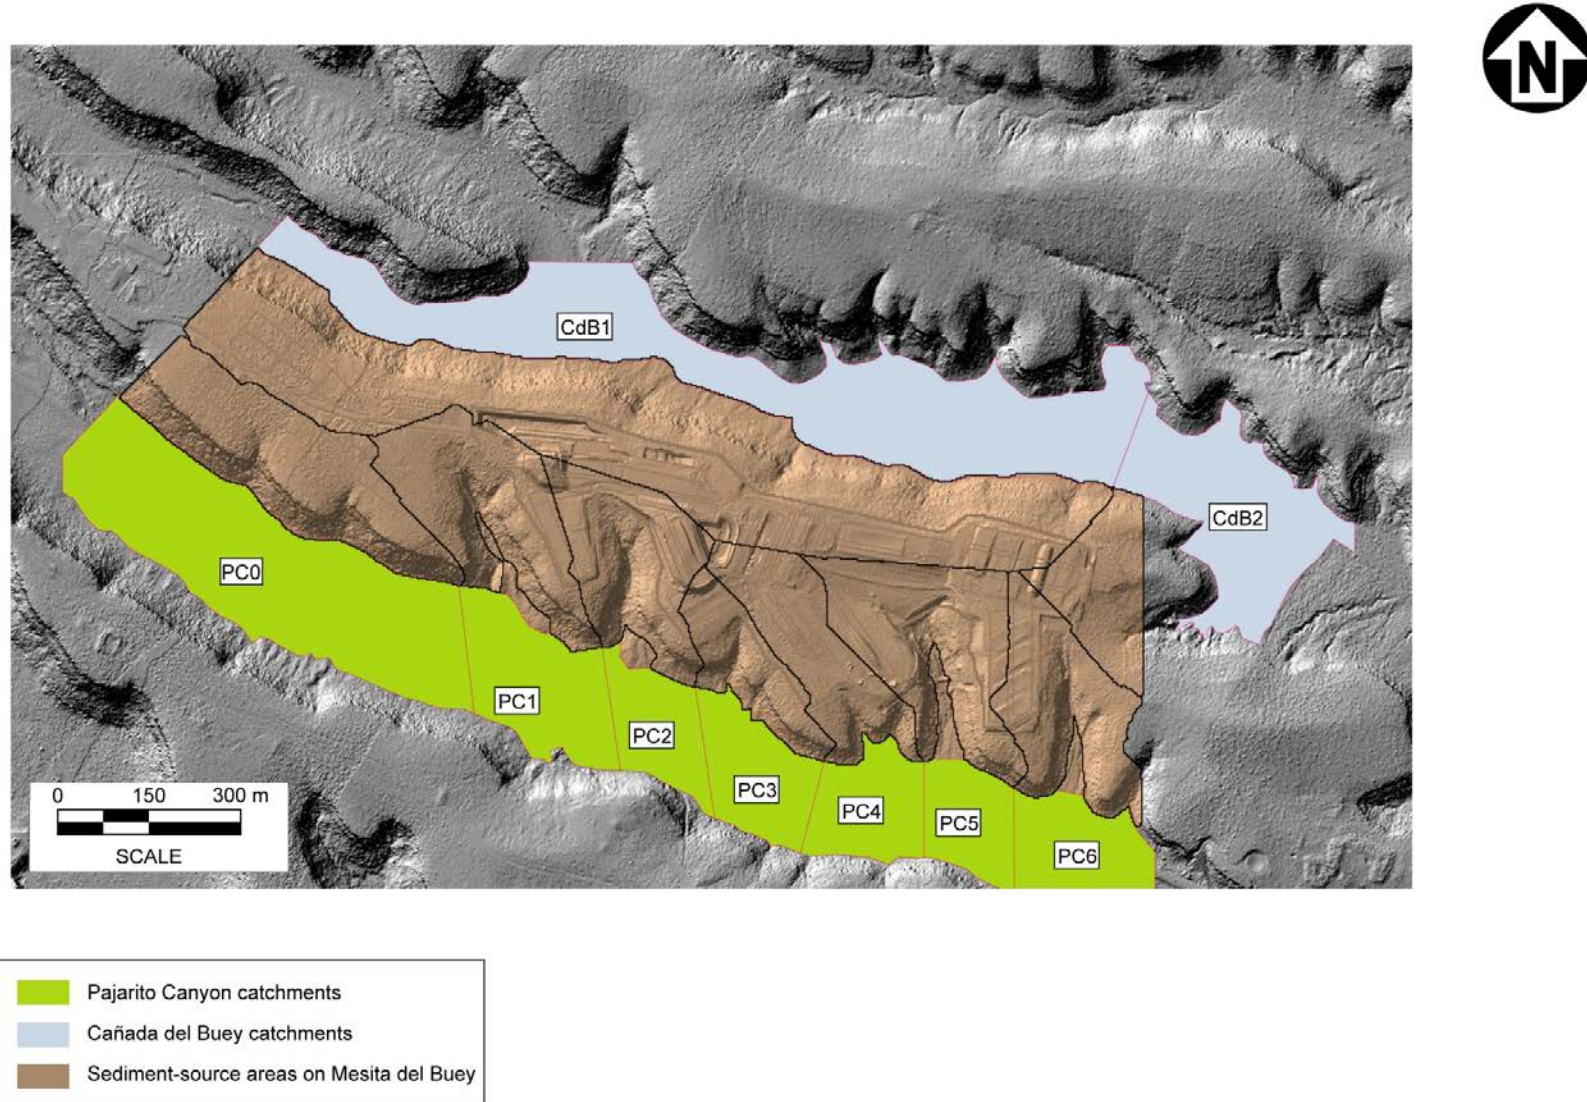 N
CdB1
CdB2
PC0
PC1
PC2
PC3
PC4
PC5
PC6
0 150 300 m
SCALE
Pajarito Canyon catchments
Cañada del Buey catchments
Sediment-source areas on Mesita del Buey